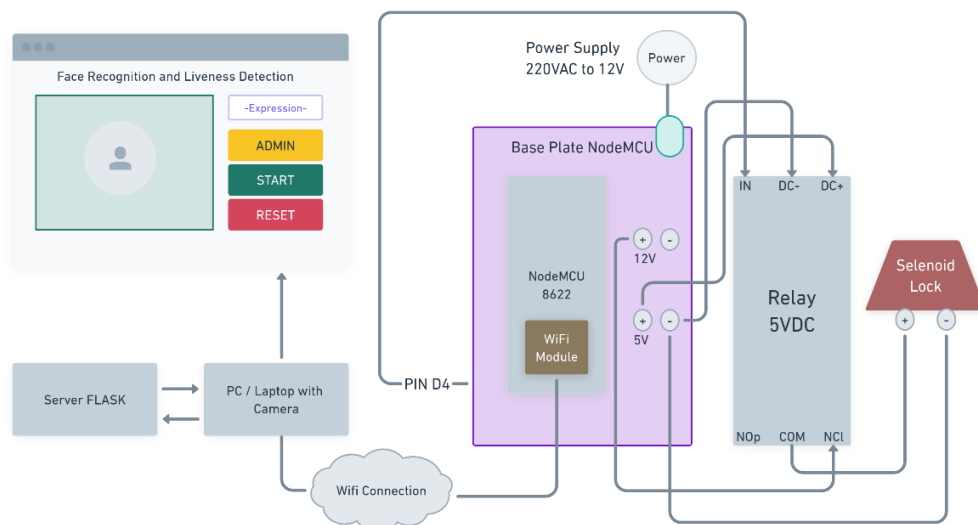 Face Recognition and Liveness Detection
-Expression-
ADMIN
START
RESET
Server FLASK
PC / Laptop with
Camera
Wifi Connection
PIN D4
Power Supply
220VAC to 12V
Power
Base Plate NodeMCU
NodeMCU
8622
WiFi
Module
+ -
12V
+ -
5V
IN DC- DC+
Relay
5VDC
NOp COM NCl
Selenoid
Lock
+ -